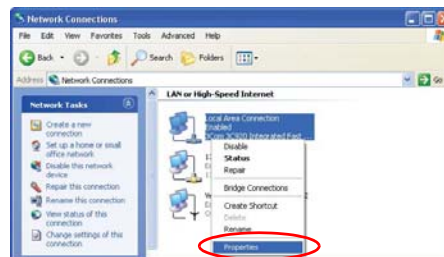 Network Connections
File Edit View Favorites Tools Advanced Help
Back Search Folders
Address Network Connections Go
Network Tasks
Create a new connection
Set up a home or small office network
Disable this network device
Repair this connection
Rename this connection
View status of this connection
Change settings of this connection
LAN or High-Speed Internet
Local Area Connection
Enabled
3Com 3C920 Integrated Fast ...
Disable
Status
Repair
Bridge Connections
Create Shortcut
Delete
Rename
Properties